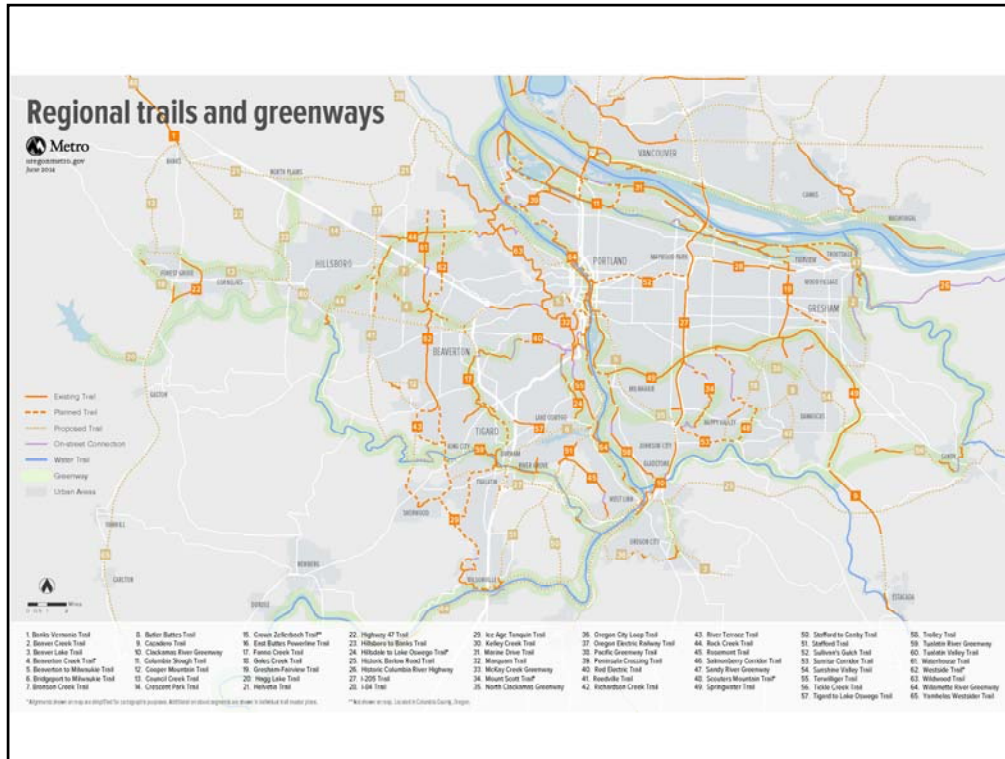 Regional trails and greenways
Metro
oregonmetro.gov
BANKS
NORTH PLAINS
VANCOUVER
CAMAS
WASHOUGAL
FOREST GROVE
CORNELIUS
HILLSBORO
PORTLAND
MAYWOOD PARK
FAIRVIEW
TROUTDALE
WOOD VILLAGE
GRESHAM
BEAVERTON
MILWAUKIE
GASTON
LAKE OSWEGO
HAPPY VALLEY
DAMASCUS
TIGARD
KING CITY
DURHAM
JOHNSON CITY
GLADSTONE
SANDY
RIVER GROVE
TUALATIN
WEST LINN
SHERWOOD
OREGON CITY
YAMHILL
CARLTON
NEWBERG
DUNDEE
WILSONVILLE
ESTACADA
Existing Trail
Planned Trail
Proposed Trail
On-street Connection
Water Trail
Greenway
Urban Areas
Miles
1. Banks Vernonia Trail
2. Beaver Creek Trail
3. Beaver Lake Trail
4. Beaverton Creek Trail*
5. Beaverton to Milwaukie Trail
6. Bridgeport to Milwaukie Trail
7. Bronson Creek Trail
8. Butler Buttes Trail
9. Cazadero Trail
10. Clackamas River Greenway
11. Columbia Slough Trail
12. Cooper Mountain Trail
13. Council Creek Trail
14. Crescent Park Trail
15. Crown Zellerbach Trail**
16. East Buttes Powerline Trail
17. Fanno Creek Trail
18. Gales Creek Trail
19. Gresham-Fairview Trail
20. Hagg Lake Trail
21. Helvetia Trail
22. Highway 47 Trail
23. Hillsboro to Banks Trail
24. Hillsdale to Lake Oswego Trail*
25. Historic Barlow Road Trail
26. Historic Columbia River Highway
27. I-205 Trail
28. I-84 Trail
29. Ice Age Tonquin Trail
30. Kelley Creek Trail
31. Marine Drive Trail
32. Marquam Trail
33. McKay Creek Greenway
34. Mount Scott Trail*
35. North Clackamas Greenway
36. Oregon City Loop Trail
37. Oregon Electric Railway Trail
38. Pacific Greenway Trail
39. Peninsula Crossing Trail
40. Red Electric Trail
41. Reedville Trail
42. Richardson Creek Trail
43. River Terrace Trail
44. Rock Creek Trail
45. Rosemont Trail
46. Salmonberry Corridor Trail
47. Sandy River Greenway
48. Scouters Mountain Trail*
49. Springwater Trail
50. Stafford to Canby Trail
51. Stafford Trail
52. Sullivan's Gulch Trail
53. Sunrise Corridor Trail
54. Sunshine Valley Trail
55. Terwilliger Trail
56. Tickle Creek Trail
57. Tigard to Lake Oswego Trail
58. Trolley Trail
59. Tualatin River Greenway
60. Tualatin Valley Trail
61. Waterhouse Trail
62. Westside Trail*
63. Wildwood Trail
64. Willamette River Greenway
65. Yamhelas Westsider Trail